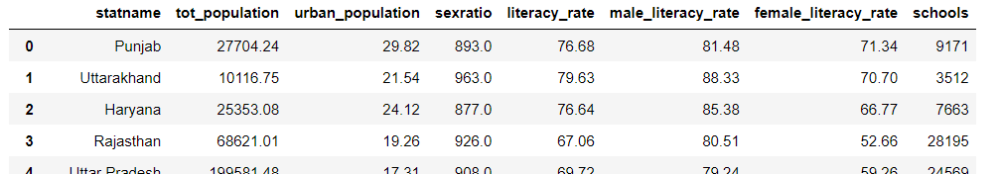 statname tot_population urban_population sexratio literacy_rate male_literacy_rate female_literacy_rate schools
0 Punjab 27704.24 29.82 893.0 76.68 81.48 71.34 9171
1 Uttarakhand 10116.75 21.54 963.0 79.63 88.33 70.70 3512
2 Haryana 25353.08 24.12 877.0 76.64 85.38 66.77 7663
3 Rajasthan 68621.01 19.26 926.0 67.06 80.51 52.66 28195
4 Uttar Pradesh 199581.48 17.31 908.0 69.72 79.24 59.26 24569